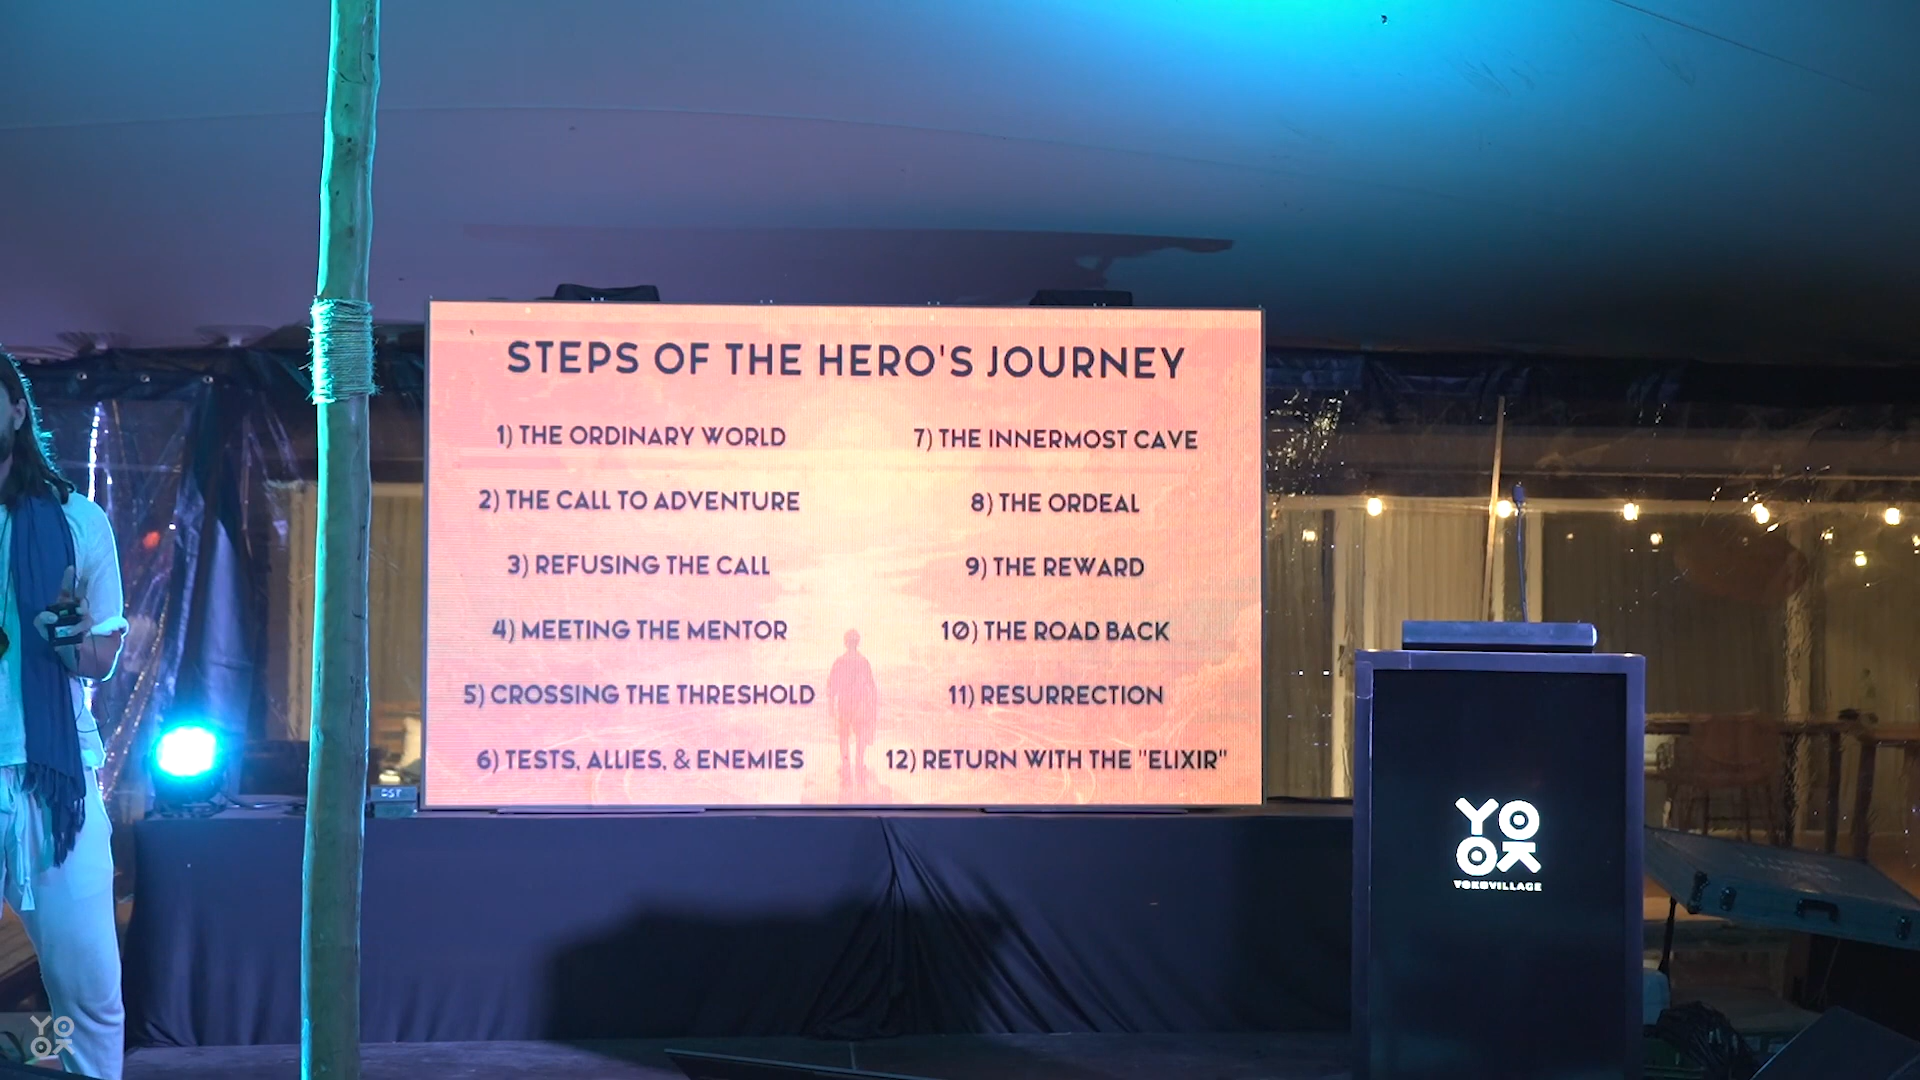 STEPS OF THE HERO'S JOURNEY
1) THE ORDINARY WORLD
2) THE CALL TO ADVENTURE
3) REFUSING THE CALL
4) MEETING THE MENTOR
5) CROSSING THE THRESHOLD
6) TESTS, ALLIES, & ENEMIES
7) THE INNERMOST CAVE
8) THE ORDEAL
9) THE REWARD
10) THE ROAD BACK
11) RESURRECTION
12) RETURN WITH THE "ELIXIR"
YO
OK
YOKOVILLAGE
YO
OK